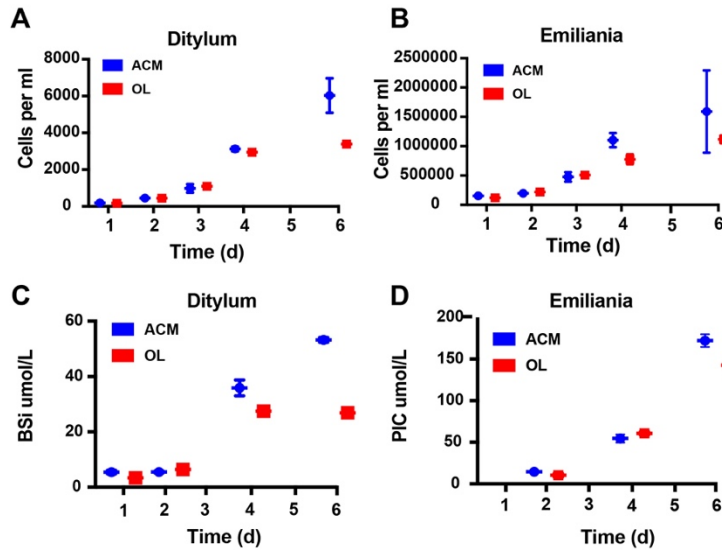 A
Ditylum
8000
6000
4000
2000
0
Cells per ml
ACM
OL
1 2 3 4 5 6
Time (d)
B
Emiliania
2500000
2000000
1500000
1000000
500000
0
Cells per ml
ACM
OL
1 2 3 4 5 6
Time (d)
C
Ditylum
60
40
20
0
BSi umol/L
ACM
OL
1 2 3 4 5 6
Time (d)
D
Emiliania
200
150
100
50
0
PIC umol/L
ACM
OL
1 2 3 4 5 6
Time (d)